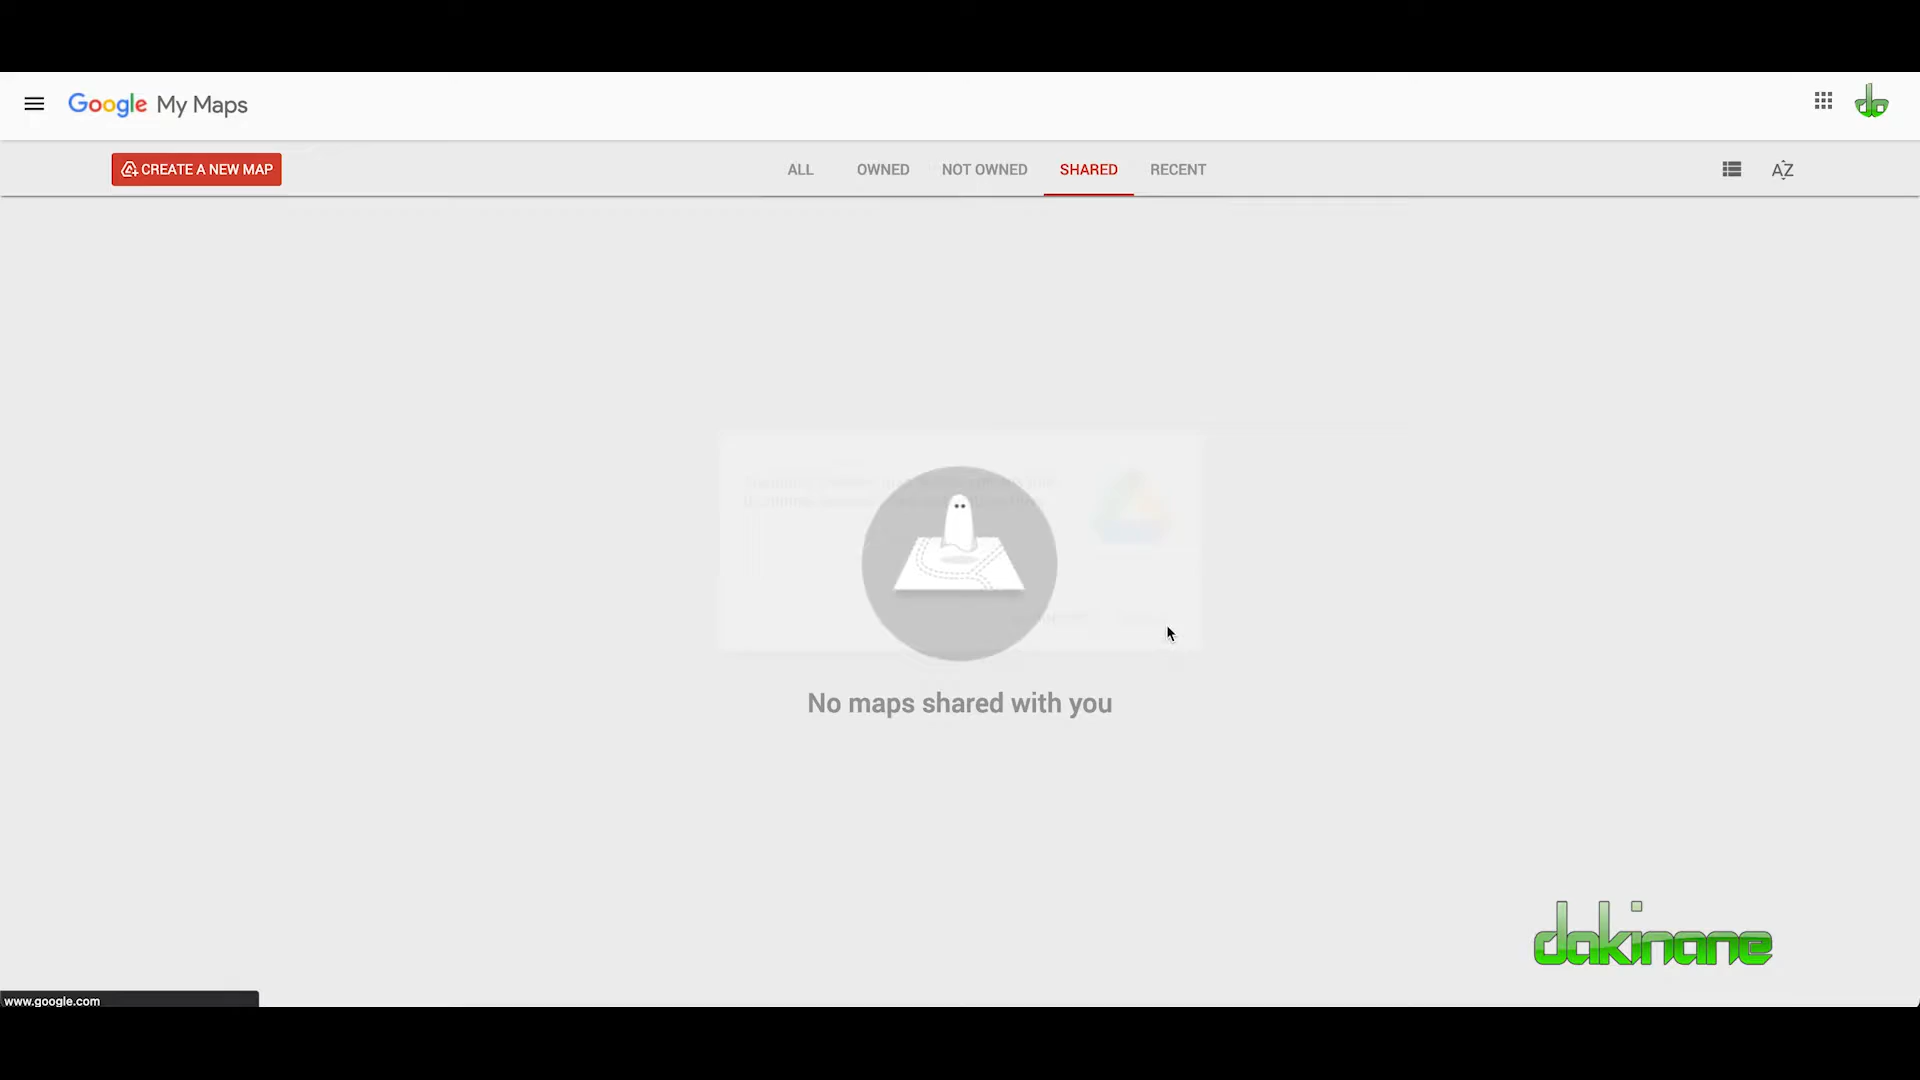 Google My Maps
CREATE A NEW MAP
ALL
OWNED
NOT OWNED
SHARED
RECENT
AZ
No maps shared with you
dakinane
www.google.com